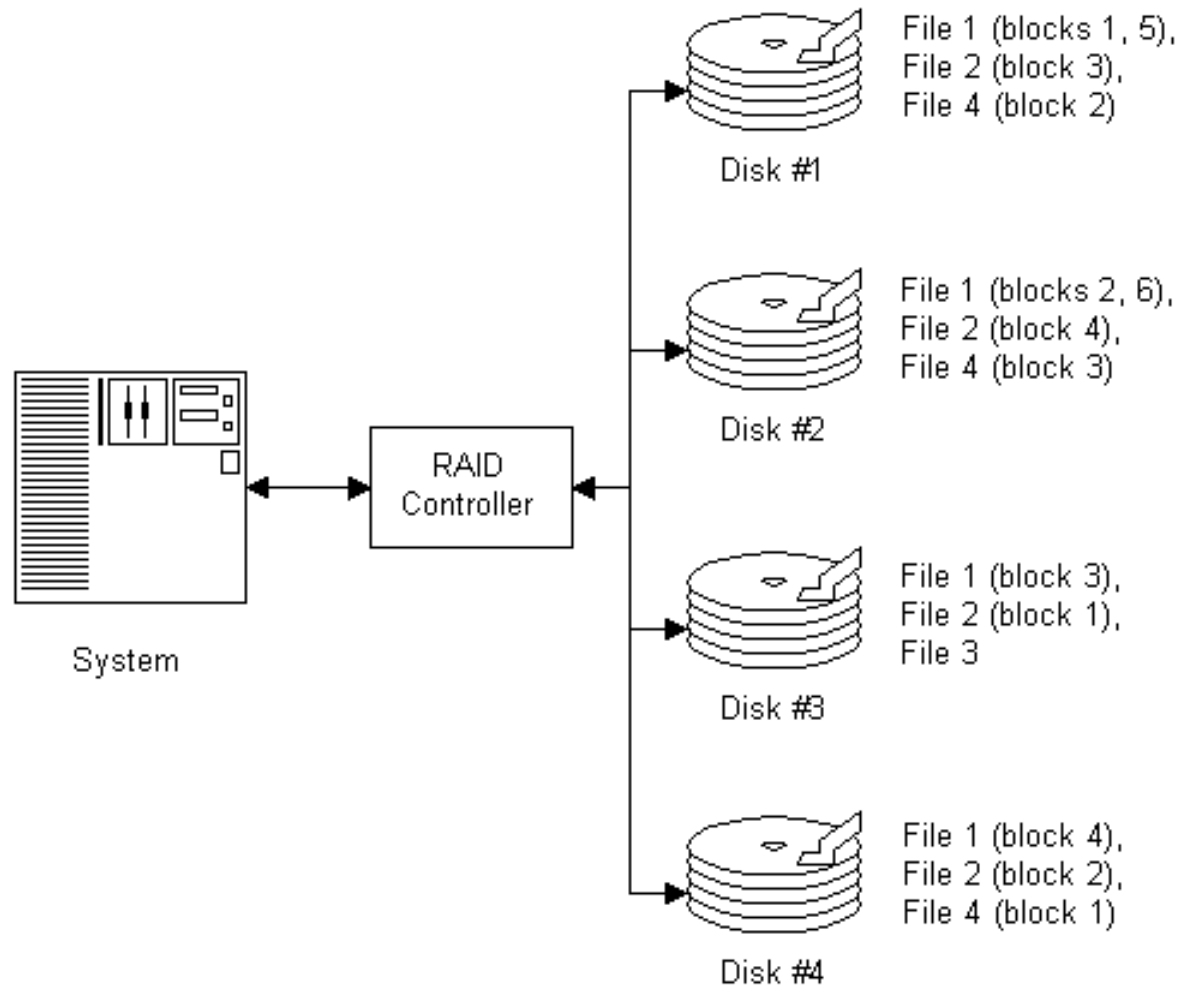 File 1 (blocks 1, 5),
File 2 (block 3),
File 4 (block 2)
Disk #1
File 1 (blocks 2, 6),
File 2 (block 4),
File 4 (block 3)
Disk #2
RAID
Controller
System
File 1 (block 3),
File 2 (block 1),
File 3
Disk #3
File 1 (block 4),
File 2 (block 2),
File 4 (block 1)
Disk #4